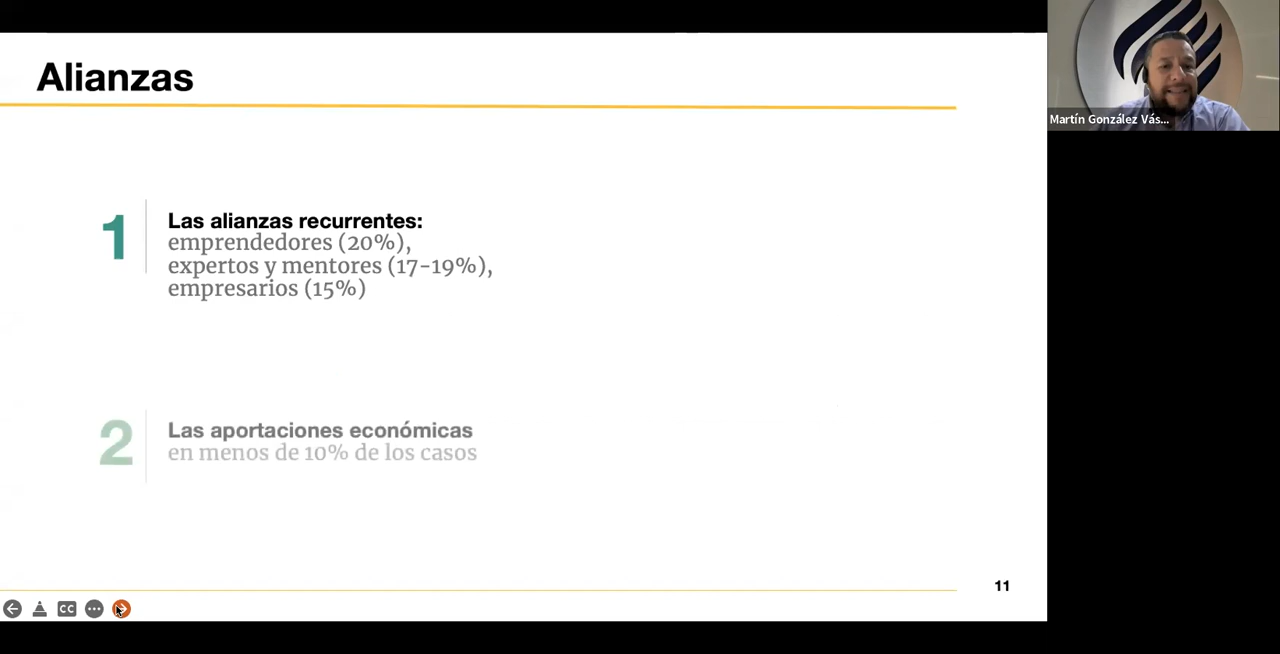 Alianzas
1
Las alianzas recurrentes:
emprendedores (20%),
expertos y mentores (17-19%),
empresarios (15%)
2
Las aportaciones económicas
en menos de 10% de los casos
11
CC
Martín González Vás...